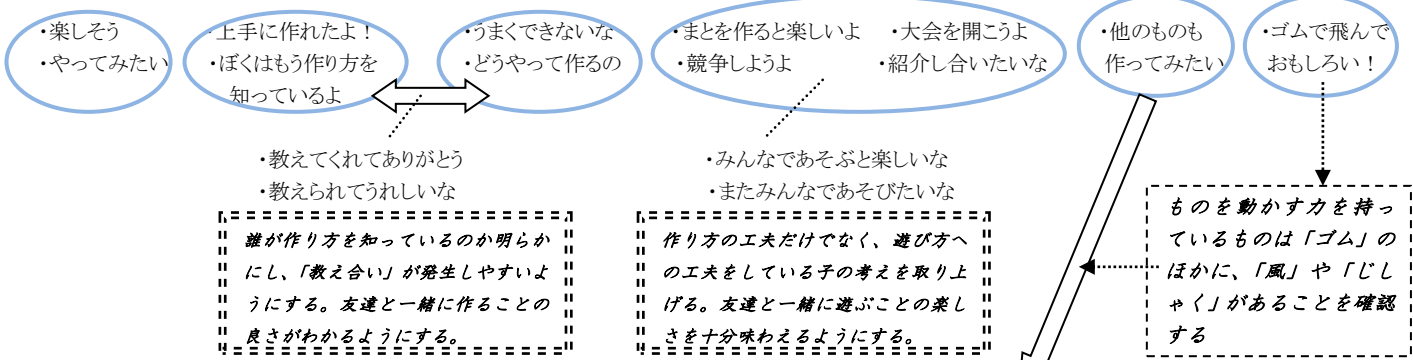 ・楽しそう
・やってみたい
・上手に作れたよ！
・ぼくはもう作り方を
知っているよ
・うまくできないな
・どうやって作るの
・まとを作ると楽しいよ ・大会を開こうよ
・競争しようよ ・紹介し合いたいな
・他のものも
作ってみたい
・ゴムで飛んで
おもしろい！
・教えてくれてありがとう
・教えられてうれしいな
・みんなであそぶと楽しいな
・またみんなであそびたいな
誰が作り方を知っているのか明らか
にし、「教え合い」が発生しやすいよ
うにする。友達と一緒に作ることの
良さがわかるようにする。
作り方の工夫だけでなく、遊び方へ
の工夫をしている子の考えを取り上
げる。友達と一緒に遊ぶことの楽し
さを十分味わえるようにする。
ものを動かす力を持っ
ているものは「ゴム」の
ほかに、「風」や「じし
ゃく」があることを確認
する